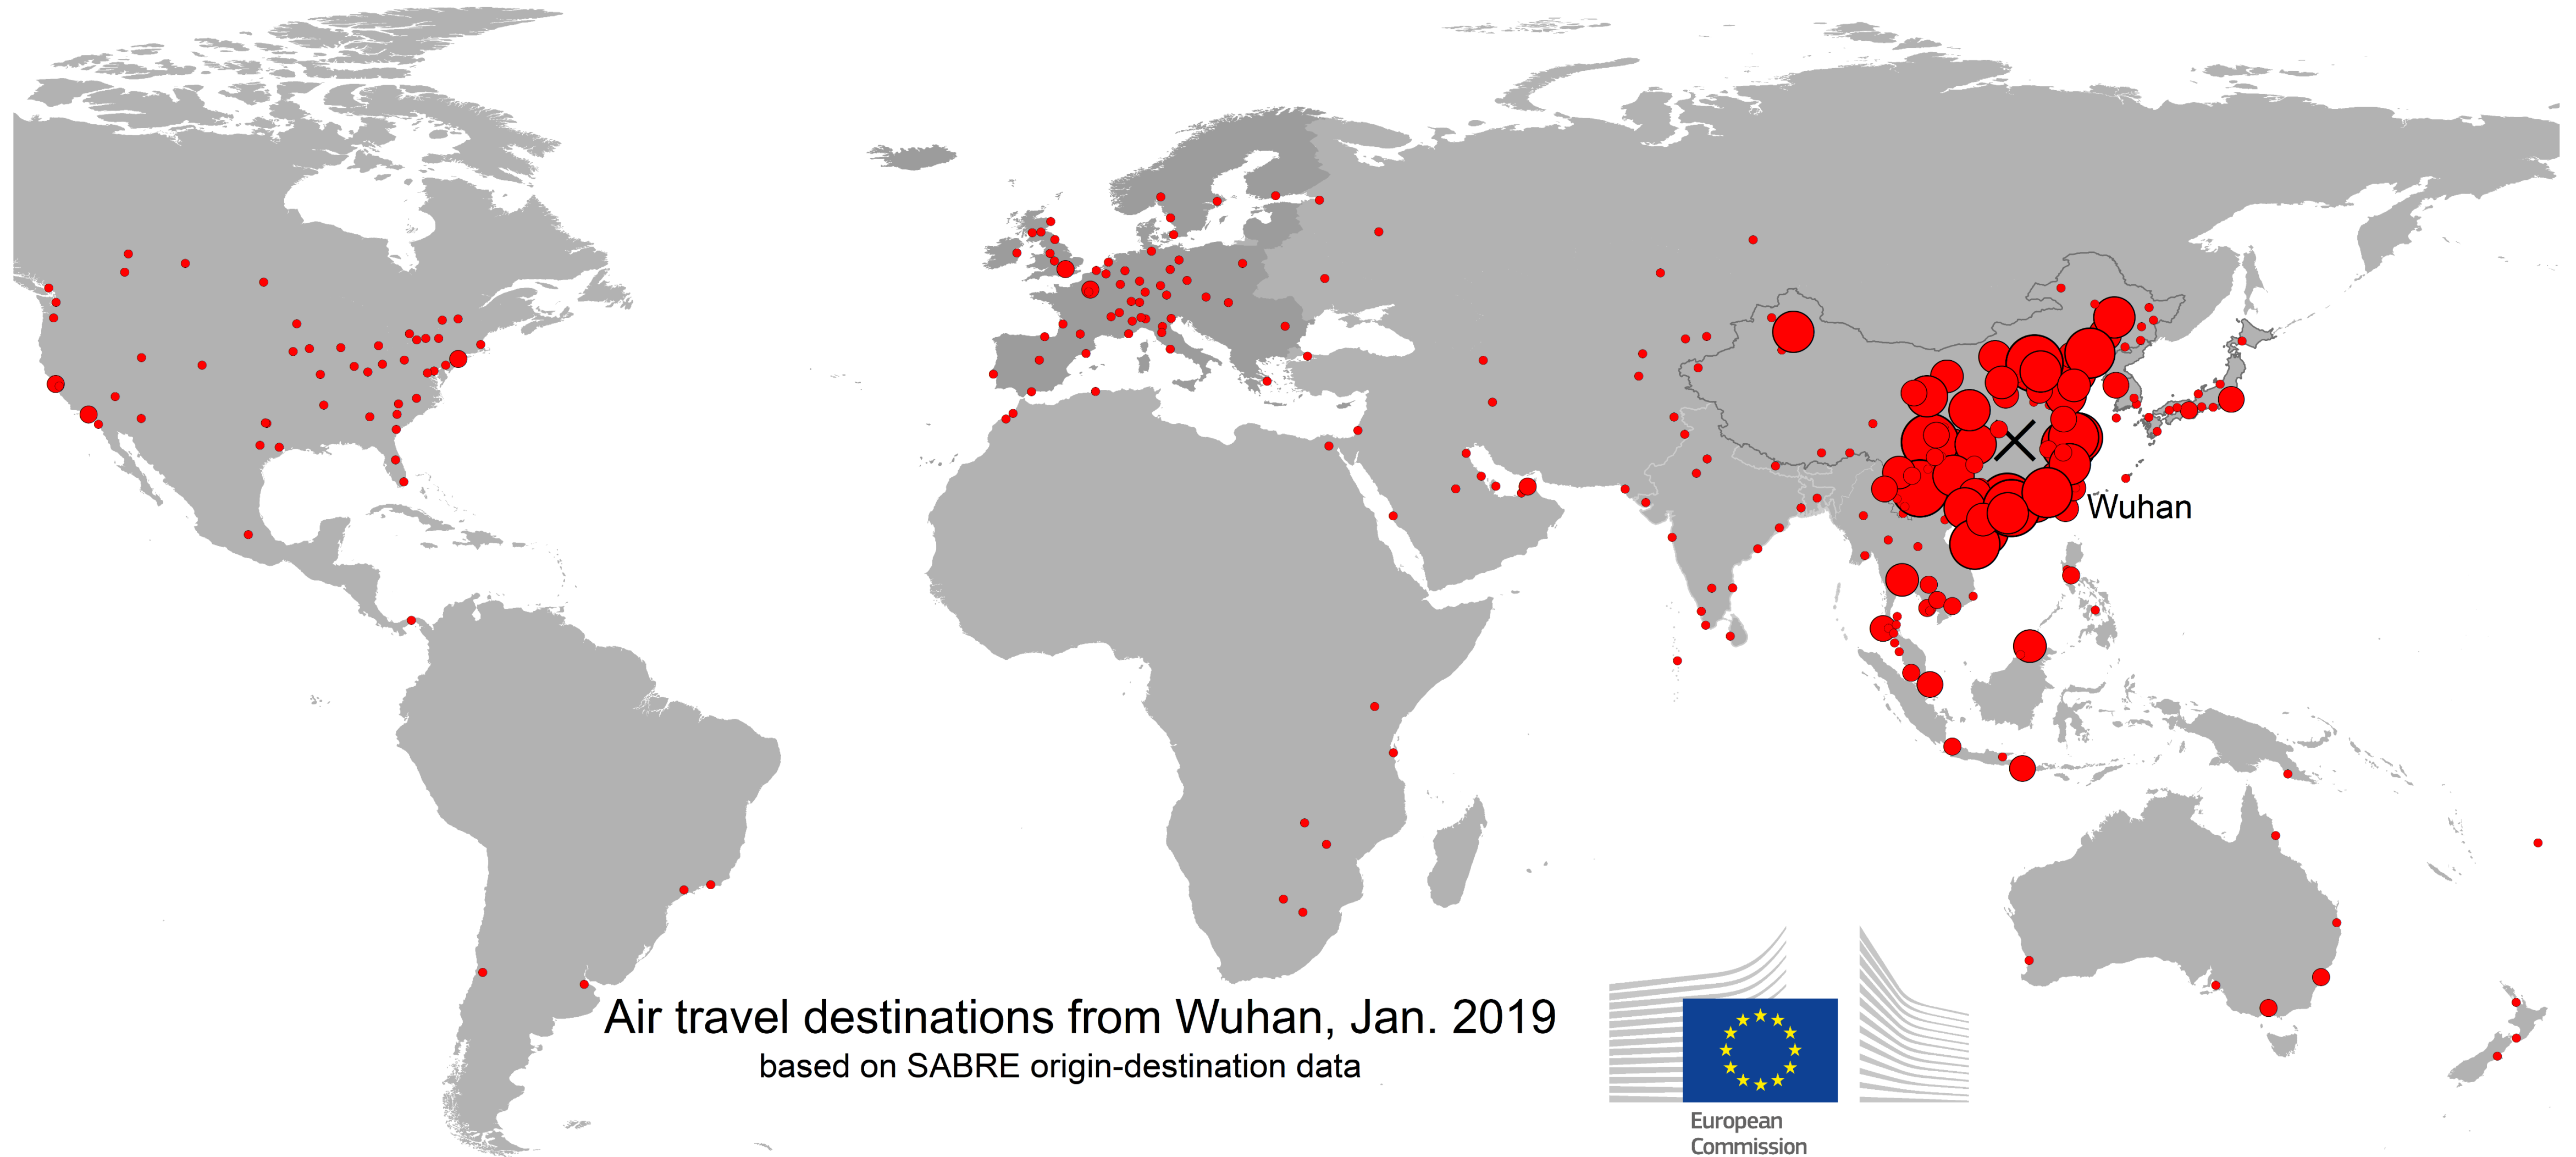 Wuhan
Air travel destinations from Wuhan, Jan. 2019
based on SABRE origin-destination data
European
Commission